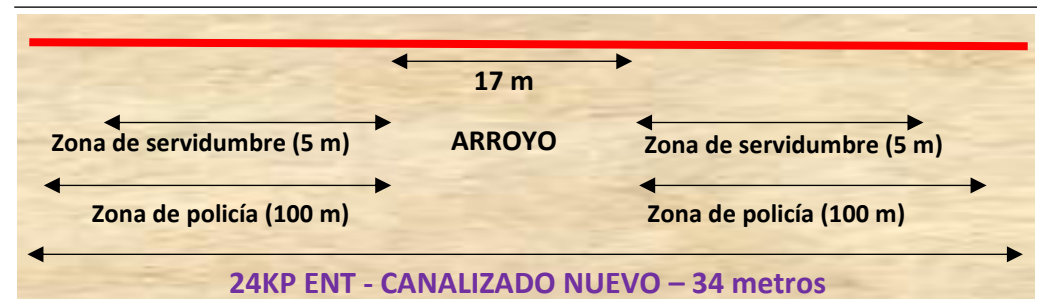 17 m
Zona de servidumbre (5 m) ARROYO Zona de servidumbre (5 m)
Zona de policía (100 m) Zona de policía (100 m)
24KP ENT - CANALIZADO NUEVO – 34 metros